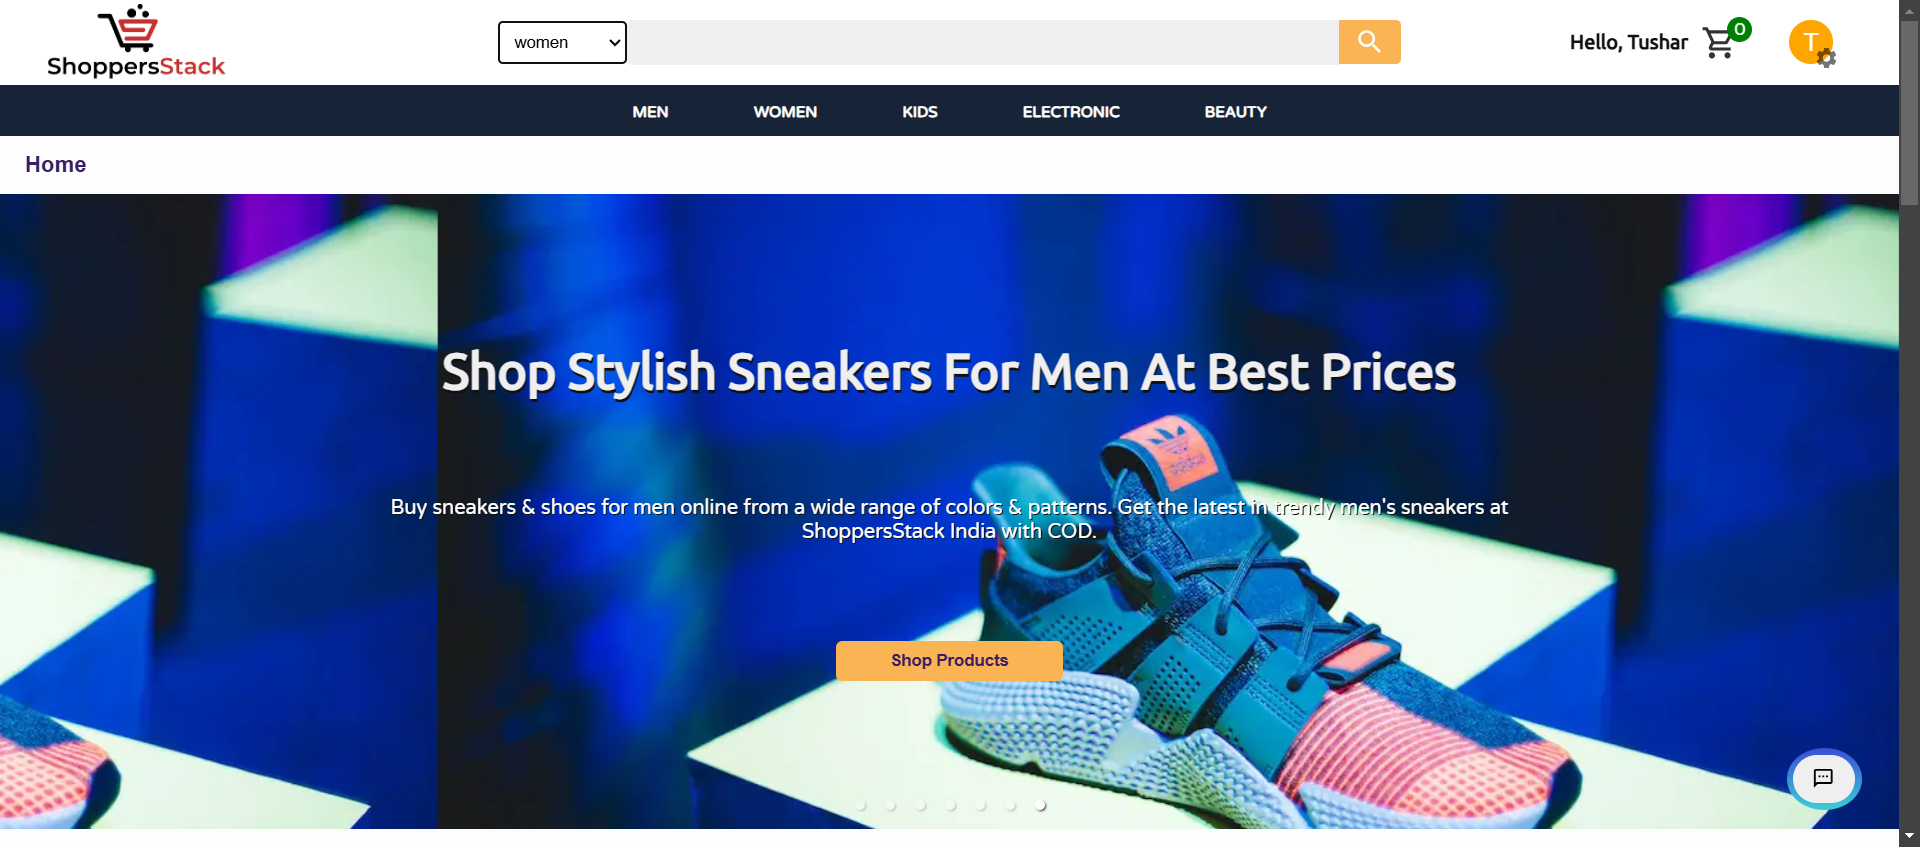 ShoppersStack
women
Hello, Tushar
0
T
MEN WOMEN KIDS ELECTRONIC BEAUTY
Home
Shop Stylish Sneakers For Men At Best Prices
adidas
Buy sneakers & shoes for men online from a wide range of colors & patterns. Get the latest in trendy men's sneakers at
ShoppersStack India with COD.
Shop Products